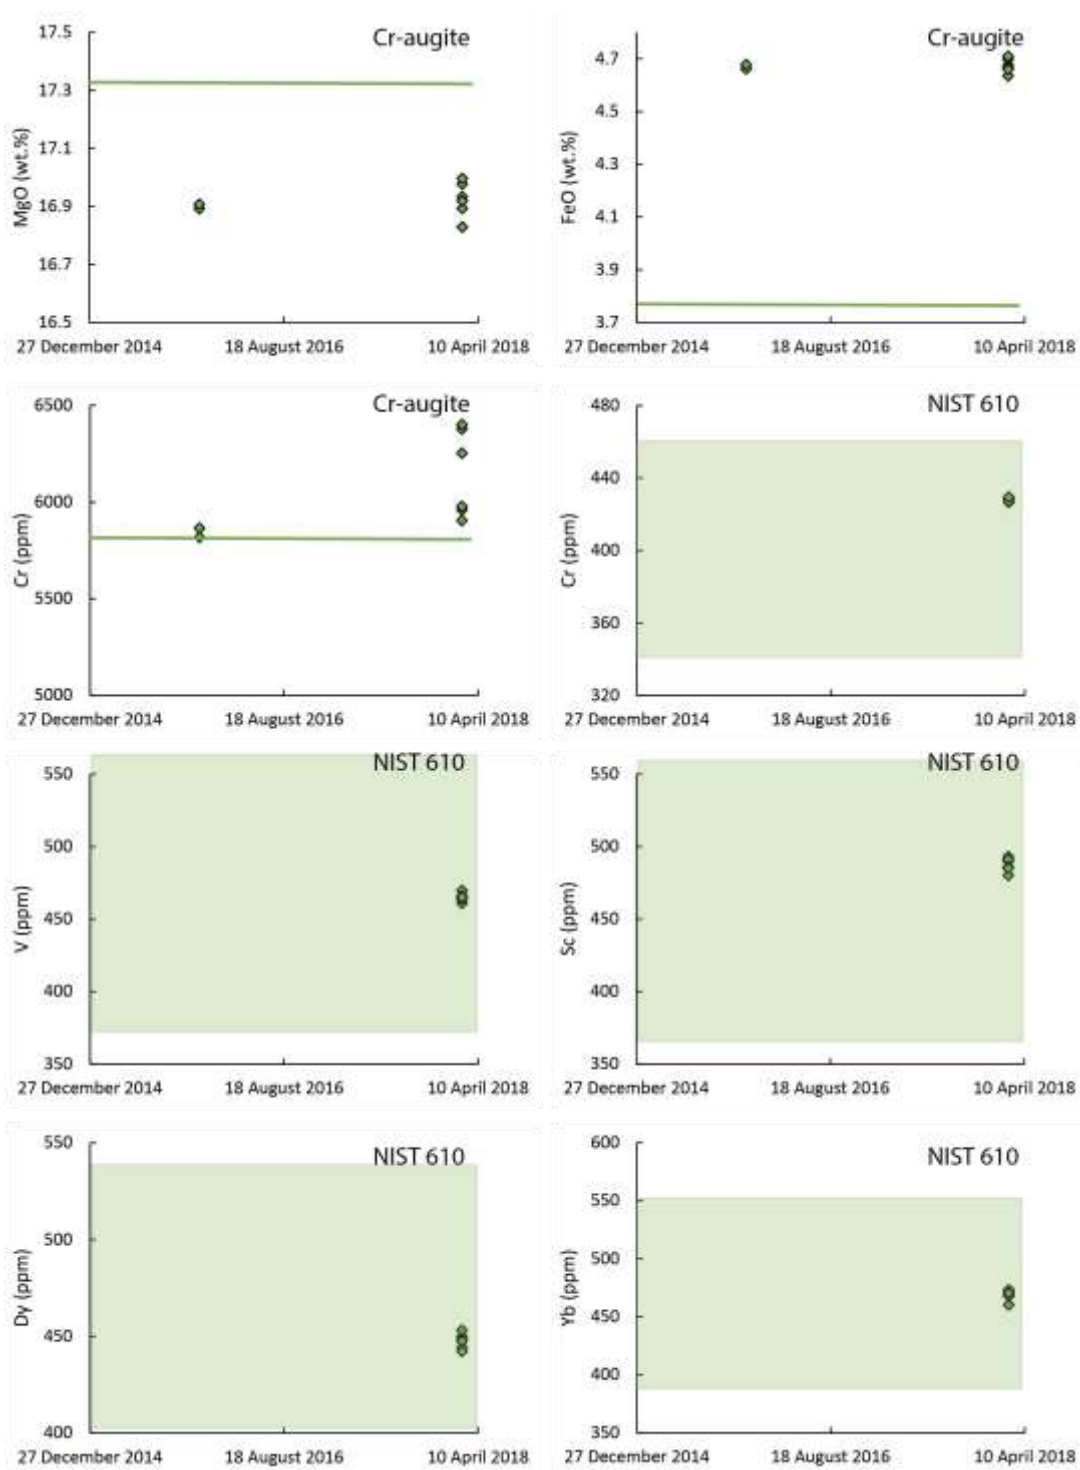 Cr-augite
MgO (wt.%)
17.5
17.3
17.1
16.9
16.7
16.5
27 December 2014 18 August 2016 10 April 2018
Cr-augite
FeO (wt.%)
4.7
4.5
4.3
4.1
3.9
3.7
27 December 2014 18 August 2016 10 April 2018
Cr-augite
Cr (ppm)
6500
6000
5500
5000
27 December 2014 18 August 2016 10 April 2018
NIST 610
Cr (ppm)
480
440
400
360
320
27 December 2014 18 August 2016 10 April 2018
NIST 610
V (ppm)
550
500
450
400
350
27 December 2014 18 August 2016 10 April 2018
NIST 610
Sc (ppm)
550
500
450
400
350
27 December 2014 18 August 2016 10 April 2018
NIST 610
Dy (ppm)
550
500
450
400
27 December 2014 18 August 2016 10 April 2018
NIST 610
Yb (ppm)
600
550
500
450
400
350
27 December 2014 18 August 2016 10 April 2018